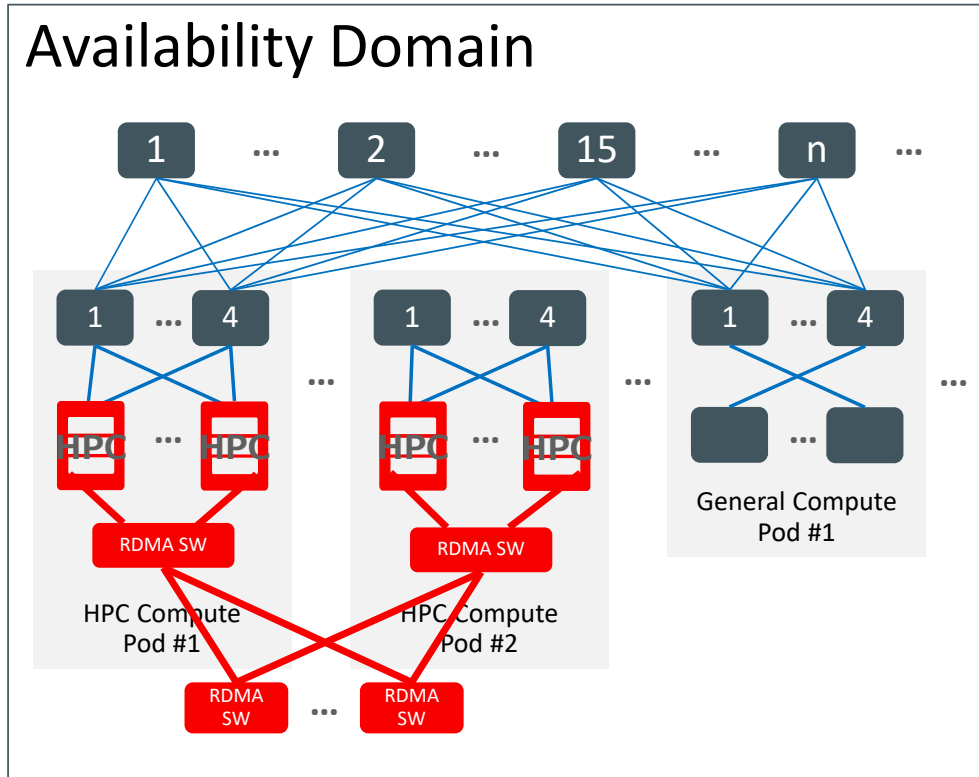 Availability Domain
1 ... 2 ... 15 ... n ...
1 ... 4 1 ... 4 1 ... 4
... ... ...
HPC ... HPC HPC ... HPC ...
RDMA SW RDMA SW
General Compute
Pod #1
HPC Compute
Pod #1
HPC Compute
Pod #2
RDMA
SW
...
RDMA
SW